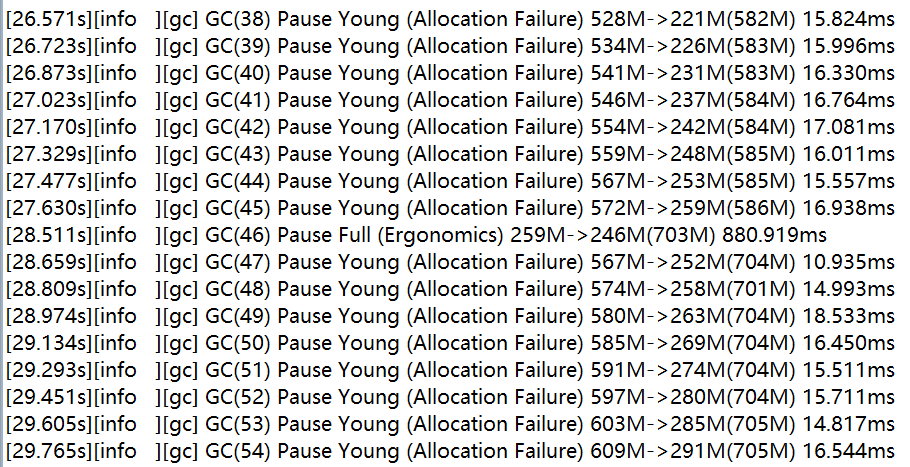 [26.571s][info   ][gc] GC(38) Pause Young (Allocation Failure) 528M->221M(582M) 15.824ms
[26.723s][info   ][gc] GC(39) Pause Young (Allocation Failure) 534M->226M(583M) 15.996ms
[26.873s][info   ][gc] GC(40) Pause Young (Allocation Failure) 541M->231M(583M) 16.330ms
[27.023s][info   ][gc] GC(41) Pause Young (Allocation Failure) 546M->237M(584M) 16.764ms
[27.170s][info   ][gc] GC(42) Pause Young (Allocation Failure) 554M->242M(584M) 17.081ms
[27.329s][info   ][gc] GC(43) Pause Young (Allocation Failure) 559M->248M(585M) 16.011ms
[27.477s][info   ][gc] GC(44) Pause Young (Allocation Failure) 567M->253M(585M) 15.557ms
[27.630s][info   ][gc] GC(45) Pause Young (Allocation Failure) 572M->259M(586M) 16.938ms
[28.511s][info   ][gc] GC(46) Pause Full (Ergonomics) 259M->246M(703M) 880.919ms
[28.659s][info   ][gc] GC(47) Pause Young (Allocation Failure) 567M->252M(704M) 10.935ms
[28.809s][info   ][gc] GC(48) Pause Young (Allocation Failure) 574M->258M(701M) 14.993ms
[28.974s][info   ][gc] GC(49) Pause Young (Allocation Failure) 580M->263M(704M) 18.533ms
[29.134s][info   ][gc] GC(50) Pause Young (Allocation Failure) 585M->269M(704M) 16.450ms
[29.293s][info   ][gc] GC(51) Pause Young (Allocation Failure) 591M->274M(704M) 15.511ms
[29.451s][info   ][gc] GC(52) Pause Young (Allocation Failure) 597M->280M(704M) 15.711ms
[29.605s][info   ][gc] GC(53) Pause Young (Allocation Failure) 603M->285M(705M) 14.817ms
[29.765s][info   ][gc] GC(54) Pause Young (Allocation Failure) 609M->291M(705M) 16.544ms